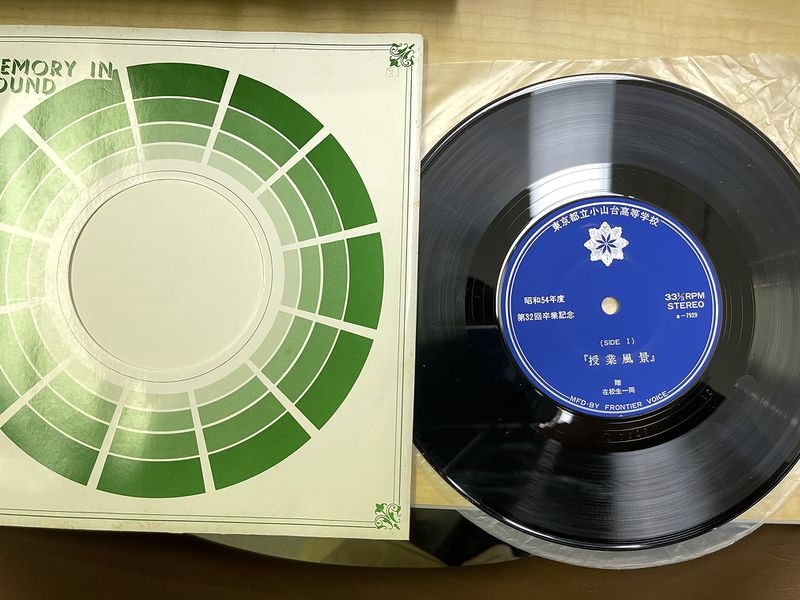 EMORY IN
OUND
東京都立小山台高等学校
昭和54年度
第32回卒業記念
33⅓RPM
STEREO
a-7929
(SIDE I)
『授業風景』
贈
在校生一同
MFD・BY FRONTIER VOICE